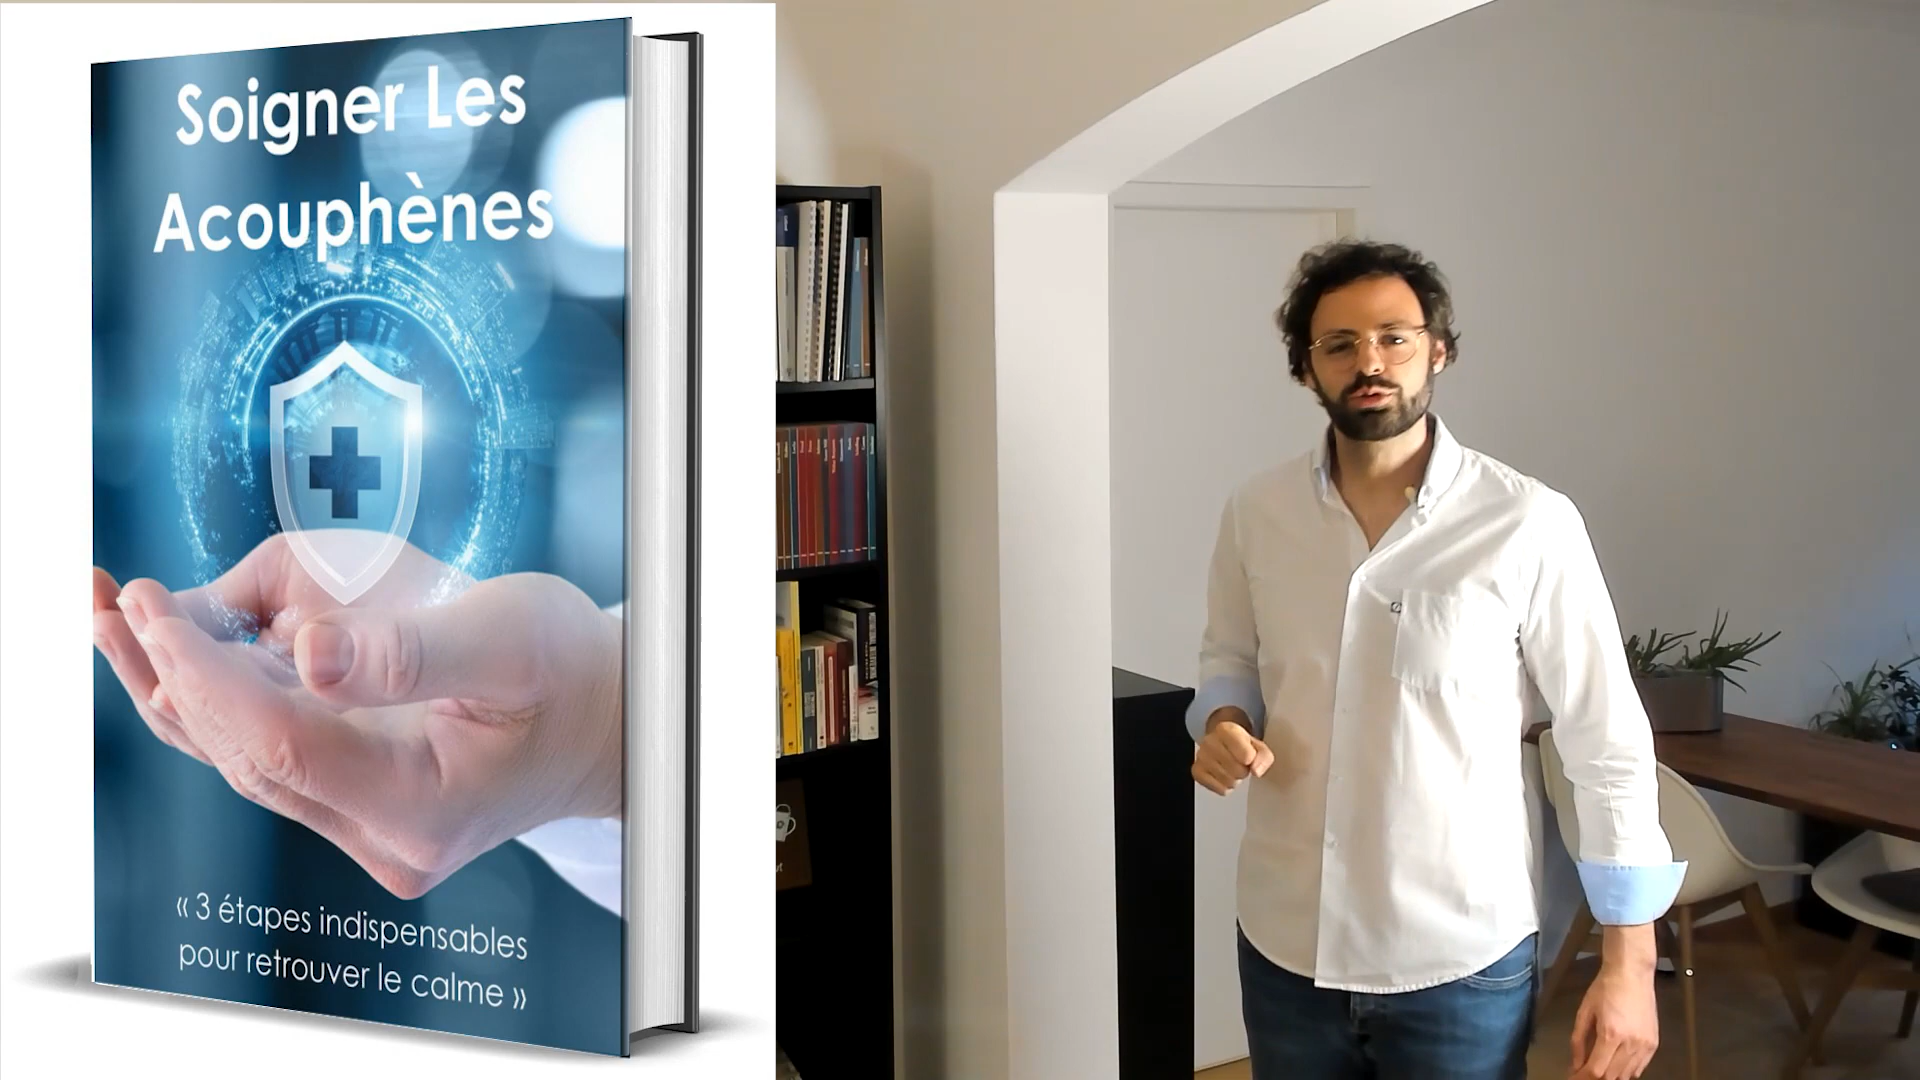 Soigner Les
Acouphènes
« 3 étapes indispensables
pour retrouver le calme »